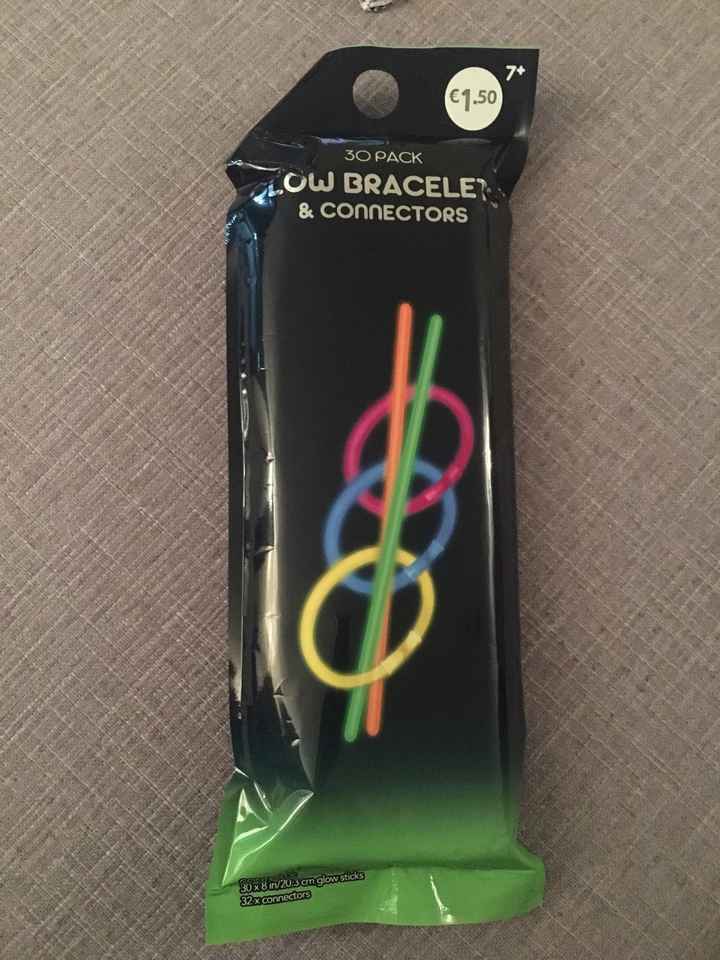 7+
€1.50
30 PACK
LOW BRACELET
& CONNECTORS
30 x 8 in/20.3 cm glow sticks
32 x connectors